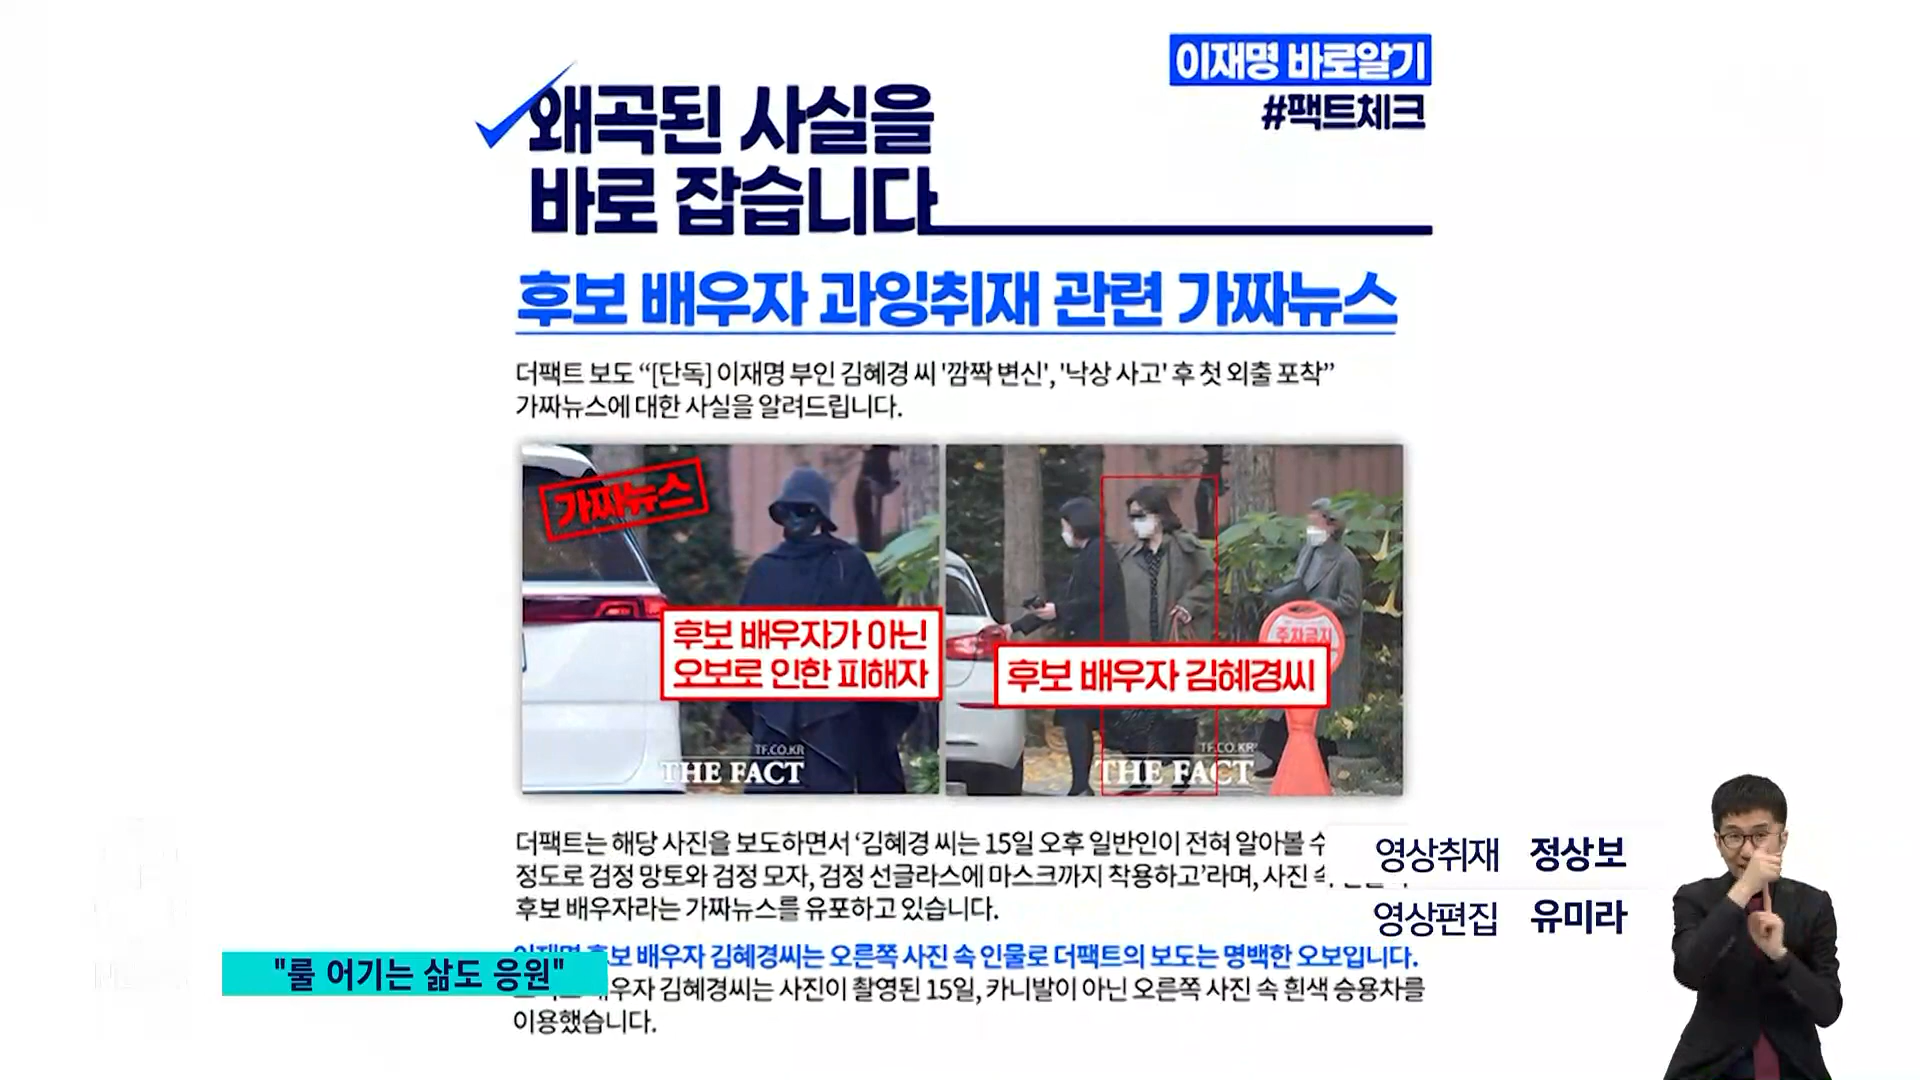 이재명 바로알기
#팩트체크
왜곡된 사실을
바로 잡습니다
후보 배우자 과잉취재 관련 가짜뉴스
더팩트 보도 “[단독] 이재명 부인 김혜경 씨 '깜짝 변신', '낙상 사고' 후 첫 외출 포착”
가짜뉴스에 대한 사실을 알려드립니다.
가짜뉴스
후보 배우자가 아닌
오보로 인한 피해자
TF.CO.KR
THE FACT
주차금지
후보 배우자 김혜경씨
TF.CO.KR
THE FACT
더팩트는 해당 사진을 보도하면서 ‘김혜경 씨는 15일 오후 일반인이 전혀 알아볼 수
정도로 검정 망토와 검정 모자, 검정 선글라스에 마스크까지 착용하고’라며, 사진 속
후보 배우자라는 가짜뉴스를 유포하고 있습니다.
배우자 김혜경씨는 오른쪽 사진 속 인물로 더팩트의 보도는 명백한 오보입니다.
김혜경씨는 사진이 촬영된 15일, 카니발이 아닌 오른쪽 사진 속 흰색 승용차를
이용했습니다.
영상취재 정상보
영상편집 유미라
"룰 어기는 삶도 응원"